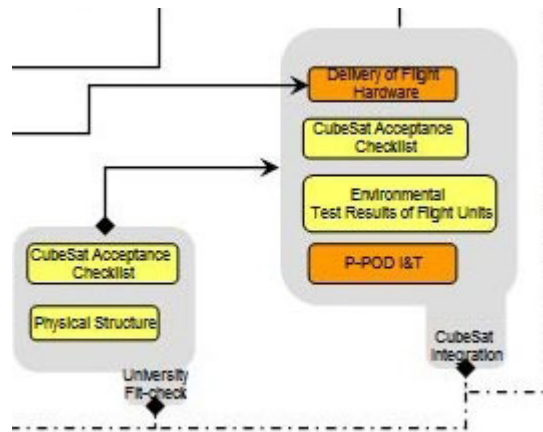 Delivery of Flight
Hardware
CubeSat Acceptance
Checklist
Environmental
Test Results of Flight Units
P-POD I&T
CubeSat
Integration
CubeSat Acceptance
Checklist
Physical Structure
University
Fit-check